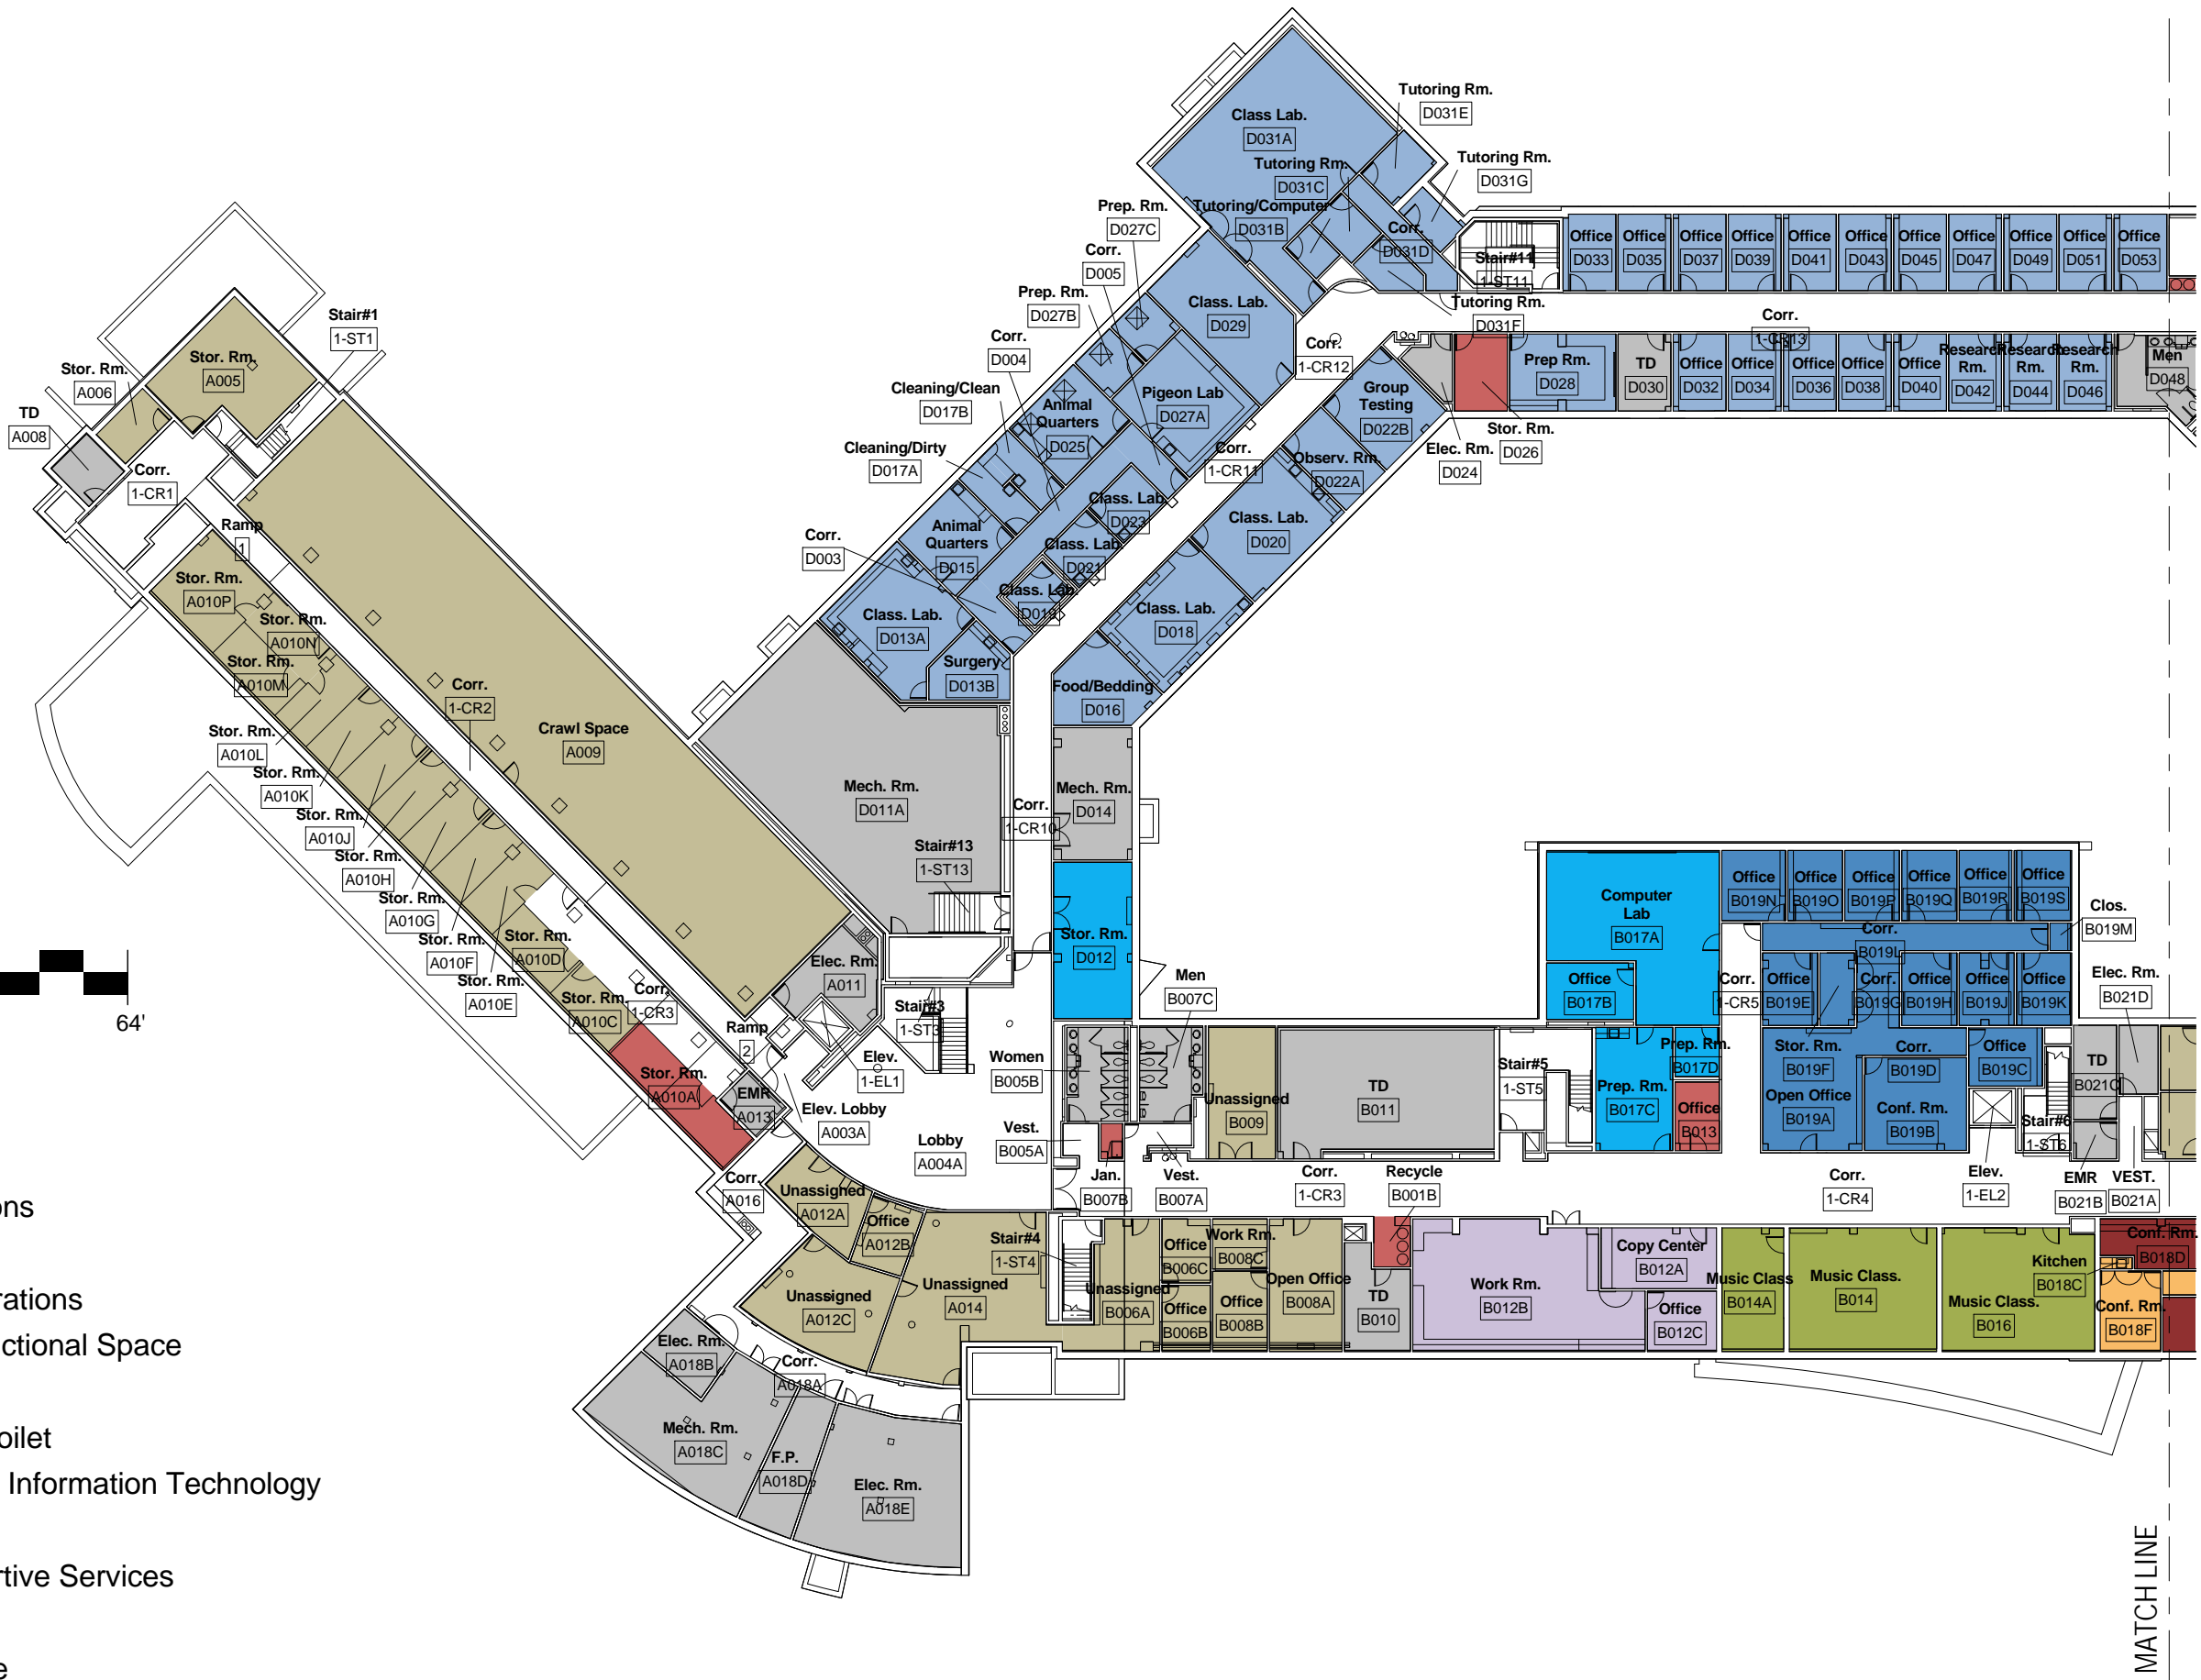 Tutoring Rm.
D031E
Class Lab.
D031A
Tutoring Rm.
D031C
Tutoring Rm.
D031G
Prep. Rm.
D027C
Tutoring/Computer
D031B
Corr.
D031D
Corr.
D005
Stair#11
1-ST11
Office
D033
Office
D035
Office
D037
Office
D039
Office
D041
Office
D043
Office
D045
Office
D047
Office
D049
Office
D051
Office
D053
Prep. Rm.
D027B
Class. Lab.
D029
Tutoring Rm.
D031F
Corr.
1-CR13
Corr.
1-CR12
Corr.
D004
Stair#1
1-ST1
Stor. Rm.
A005
Stor. Rm.
A006
TD
A008
Corr.
1-CR1
Prep Rm.
D028
TD
D030
Office
D032
Office
D034
Office
D036
Office
D038
Office
D040
Research
Rm.
D042
Research
Rm.
D044
Research
Rm.
D046
Men
D048
Cleaning/Clean
D017B
Animal
Quarters
D025
Pigeon Lab
D027A
Group
Testing
D022B
Stor. Rm.
D026
Elec. Rm.
D024
Cleaning/Dirty
D017A
Corr.
1-CR11
Observ. Rm.
D022A
Class. Lab.
D023
Class. Lab.
D020
Ramp
1
Corr.
D003
Animal
Quarters
D015
Class. Lab.
D021
Class. Lab.
D019
Class. Lab.
D018
Class. Lab.
D013A
Surgery
D013B
Food/Bedding
D016
Stor. Rm.
A010P
Stor. Rm.
A010N
Stor. Rm.
A010M
Corr.
1-CR2
Stor. Rm.
A010L
Crawl Space
A009
Stor. Rm.
A010K
Stor. Rm.
A010J
Stor. Rm.
A010H
Stor. Rm.
A010G
Stor. Rm.
A010F
Stor. Rm.
A010E
Stor. Rm.
A010D
Stor. Rm.
A010C
Stor. Rm.
A010A
Mech. Rm.
D011A
Corr.
1-CR10
Mech. Rm.
D014
Stair#13
1-ST13
Stor. Rm.
D012
Elec. Rm.
A011
Corr.
1-CR3
Ramp
2
EMR
A013
Elev.
1-EL1
Stair#3
1-ST3
Elev. Lobby
A003A
Lobby
A004A
Women
B005B
Men
B007C
Vest.
B005A
Jan.
B007B
Vest.
B007A
Unassigned
B009
TD
B011
Stair#5
1-ST5
Corr.
1-CR3
Recycle
B001B
Computer
Lab
B017A
Office
B017B
Prep. Rm.
B017C
Prep. Rm.
B017D
Office
B013
Corr.
1-CR5
Office
B019N
Office
B019O
Office
B019P
Office
B019Q
Office
B019R
Office
B019S
Corr.
B019L
Clos.
B019M
Office
B019E
Corr.
B019G
Office
B019H
Office
B019J
Office
B019K
Elec. Rm.
B021D
Stor. Rm.
B019F
Corr.
B019D
Office
B019C
Open Office
B019A
Conf. Rm.
B019B
TD
B021C
Stair#6
1-ST6
Corr.
1-CR4
Elev.
1-EL2
EMR
B021B
VEST.
B021A
Corr.
A016
Unassigned
A012A
Office
A012B
Unassigned
A012C
Unassigned
A014
Stair#4
1-ST4
Unassigned
B006A
Office
B006C
Office
B006B
Work Rm.
B008C
Office
B008B
Open Office
B008A
TD
B010
Work Rm.
B012B
Copy Center
B012A
Office
B012C
Music Class
B014A
Music Class.
B014
Music Class.
B016
Kitchen
B018C
Conf. Rm.
B018D
Conf. Rm.
B018F
Elec. Rm.
A018B
Corr.
A018A
Mech. Rm.
A018C
F.P.
A018D
Elec. Rm.
A018E
64'
ons
rations
ctional Space
oilet
Information Technology
rtive Services
e
MATCH LINE